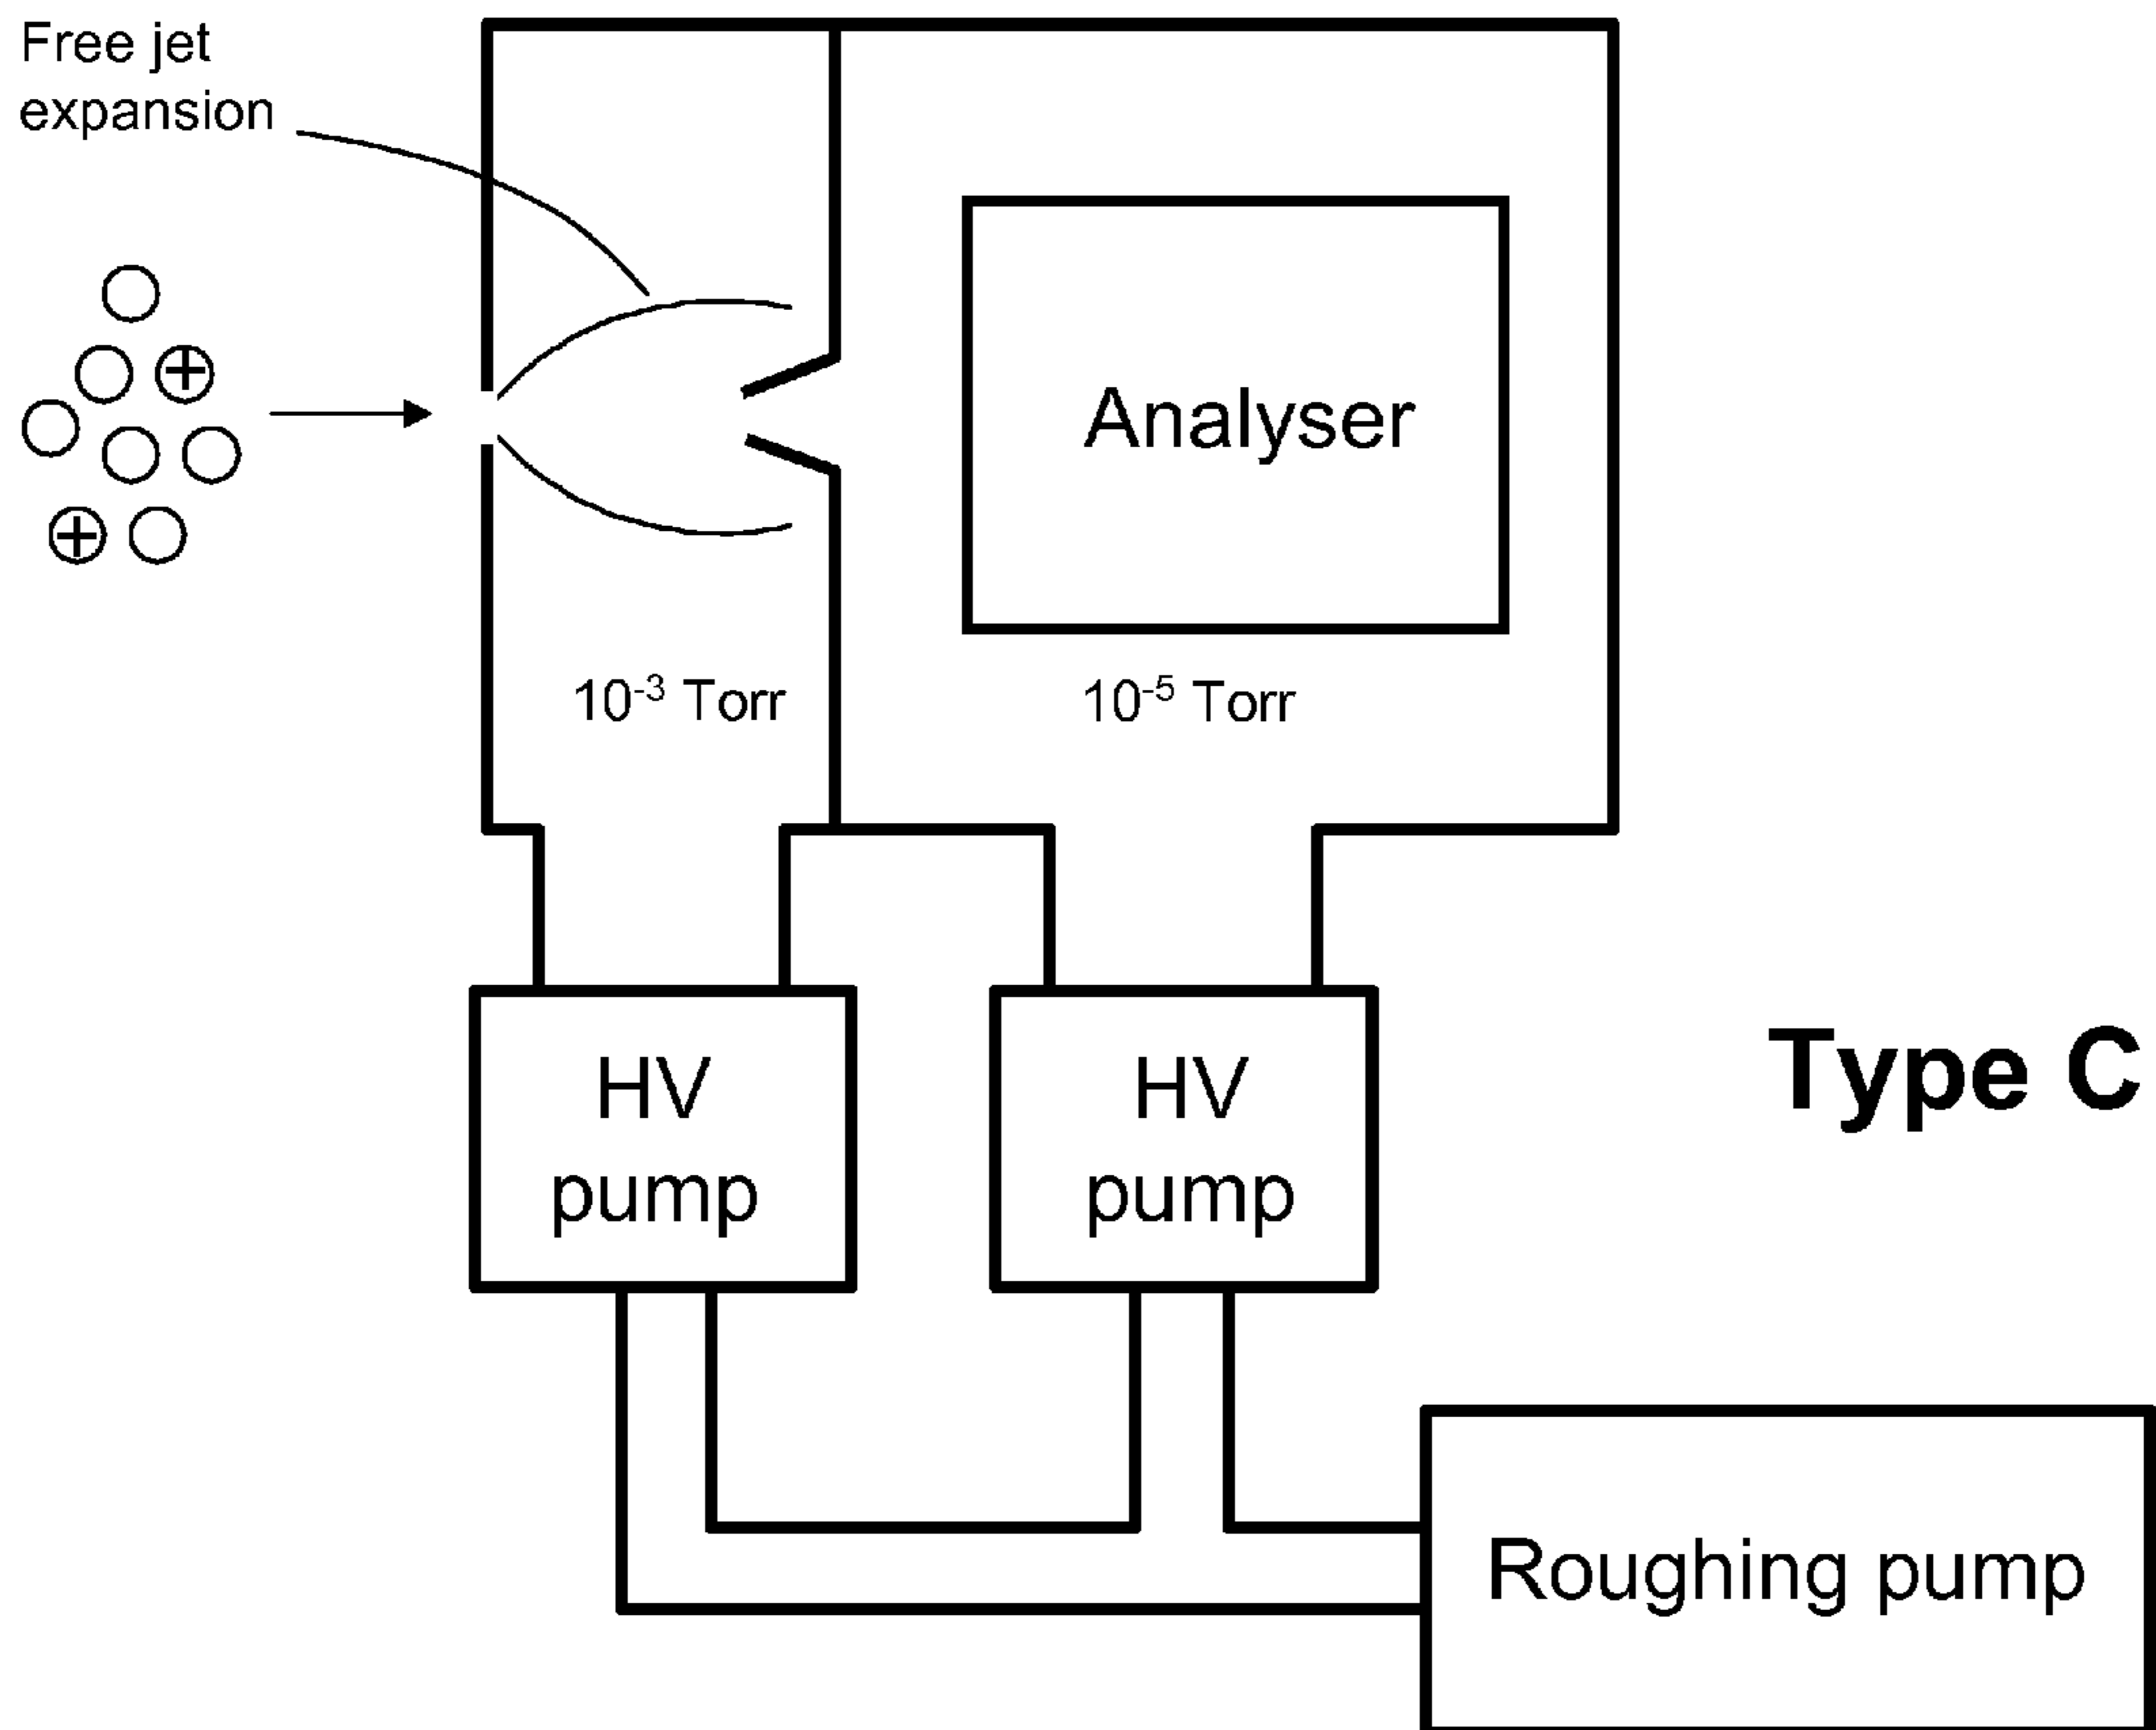 Free jet
expansion
Analyser
10⁻³ Torr
10⁻⁵ Torr
HV
pump
HV
pump
Type C
Roughing pump